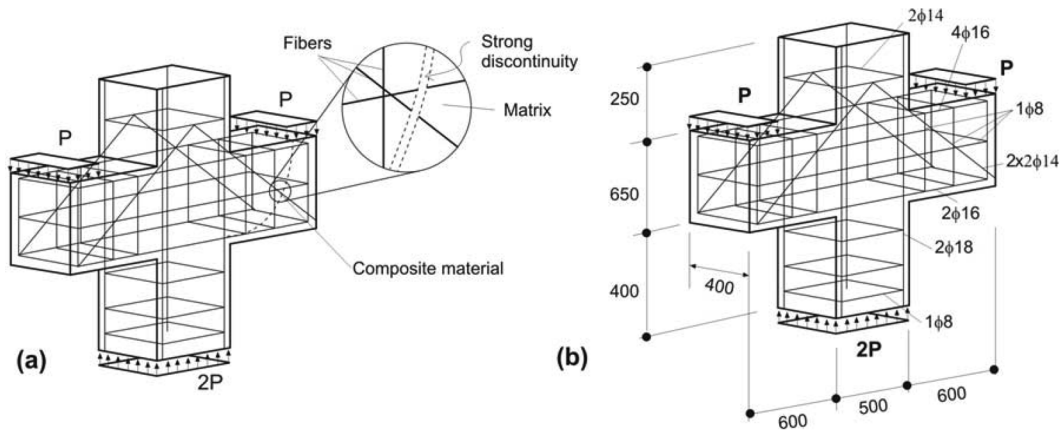 Fibers
Strong
discontinuity
Matrix
P
P
Composite material
(a)
2P
2ϕ14
4ϕ16
P
P
1ϕ8
2x2ϕ14
2ϕ16
2ϕ18
1ϕ8
250
650
400
400
(b)
2P
600
500
600